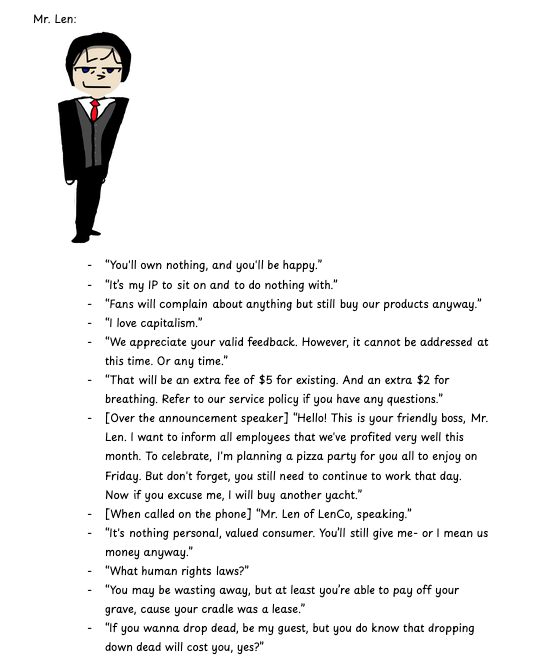 Mr. Len:
- "You'll own nothing, and you'll be happy."
- "It's my IP to sit on and to do nothing with."
- "Fans will complain about anything but still buy our products anyway."
- "I love capitalism."
- "We appreciate your valid feedback. However, it cannot be addressed at
this time. Or any time."
- "That will be an extra fee of $5 for existing. And an extra $2 for
breathing. Refer to our service policy if you have any questions."
- [Over the announcement speaker] "Hello! This is your friendly boss, Mr.
Len. I want to inform all employees that we've profited very well this
month. To celebrate, I'm planning a pizza party for you all to enjoy on
Friday. But don't forget, you still need to continue to work that day.
Now if you excuse me, I will buy another yacht."
- [When called on the phone] "Mr. Len of LenCo, speaking."
- "It's nothing personal, valued consumer. You'll still give me- or I mean us
money anyway."
- "What human rights laws?"
- "You may be wasting away, but at least you're able to pay off your
grave, cause your cradle was a lease."
- "If you wanna drop dead, be my guest, but you do know that dropping
down dead will cost you, yes?"